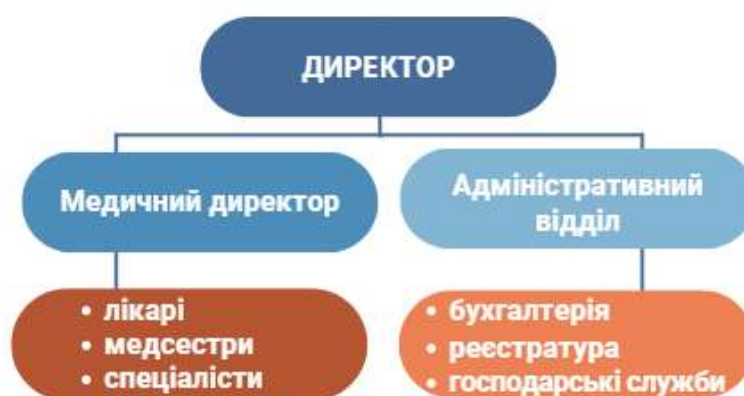 ДИРЕКТОР
Медичний директор
Адміністративний
відділ
• лікарі
• медсестри
• спеціалісти
• бухгалтерія
• реєстратура
• господарські служби